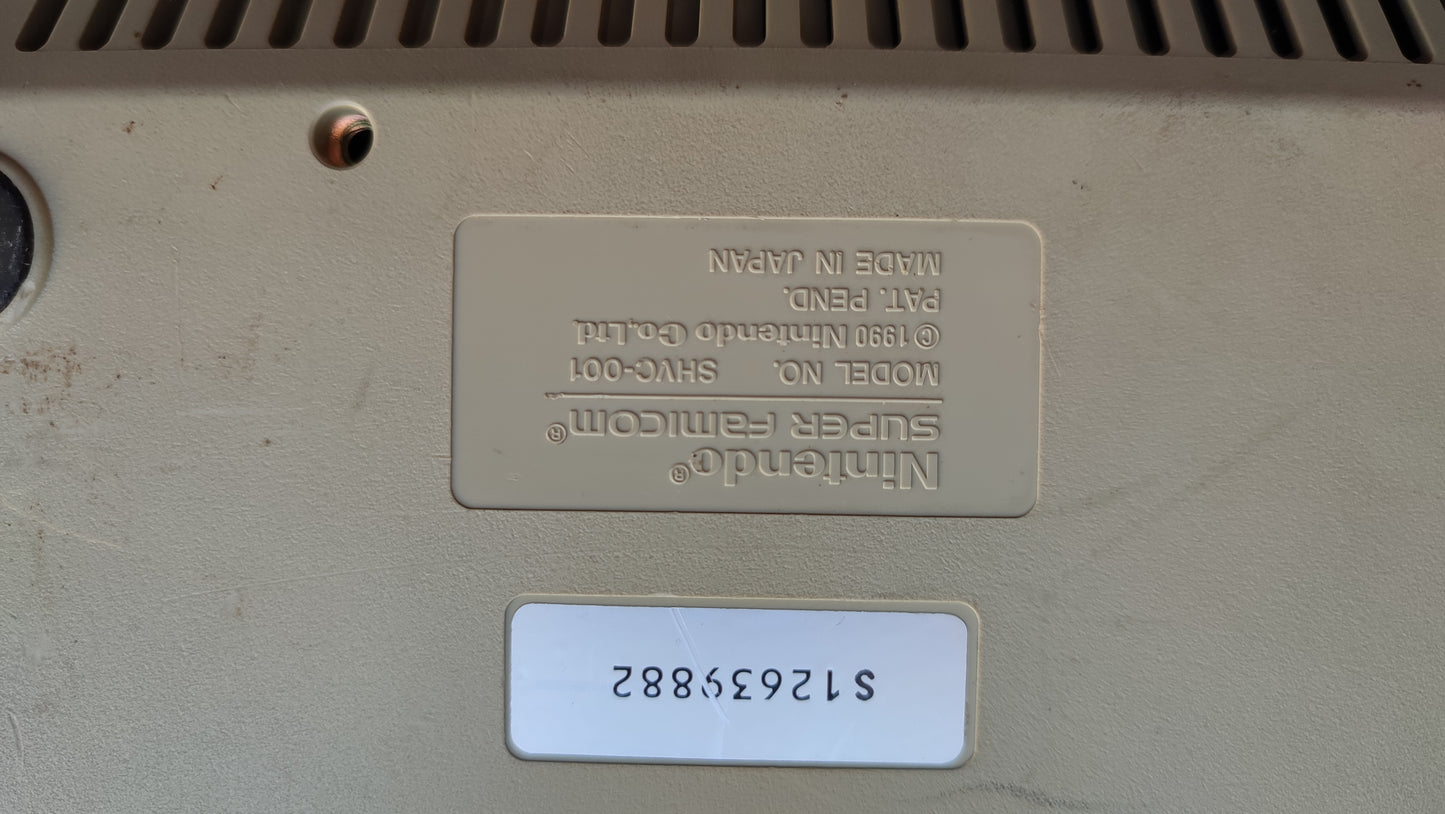 Nintendo®
SUPER Famicom®
MODEL NO. SHVC-001
© 1990 Nintendo Co.,Ltd
PAT. PEND.
MADE IN JAPAN
S12639882